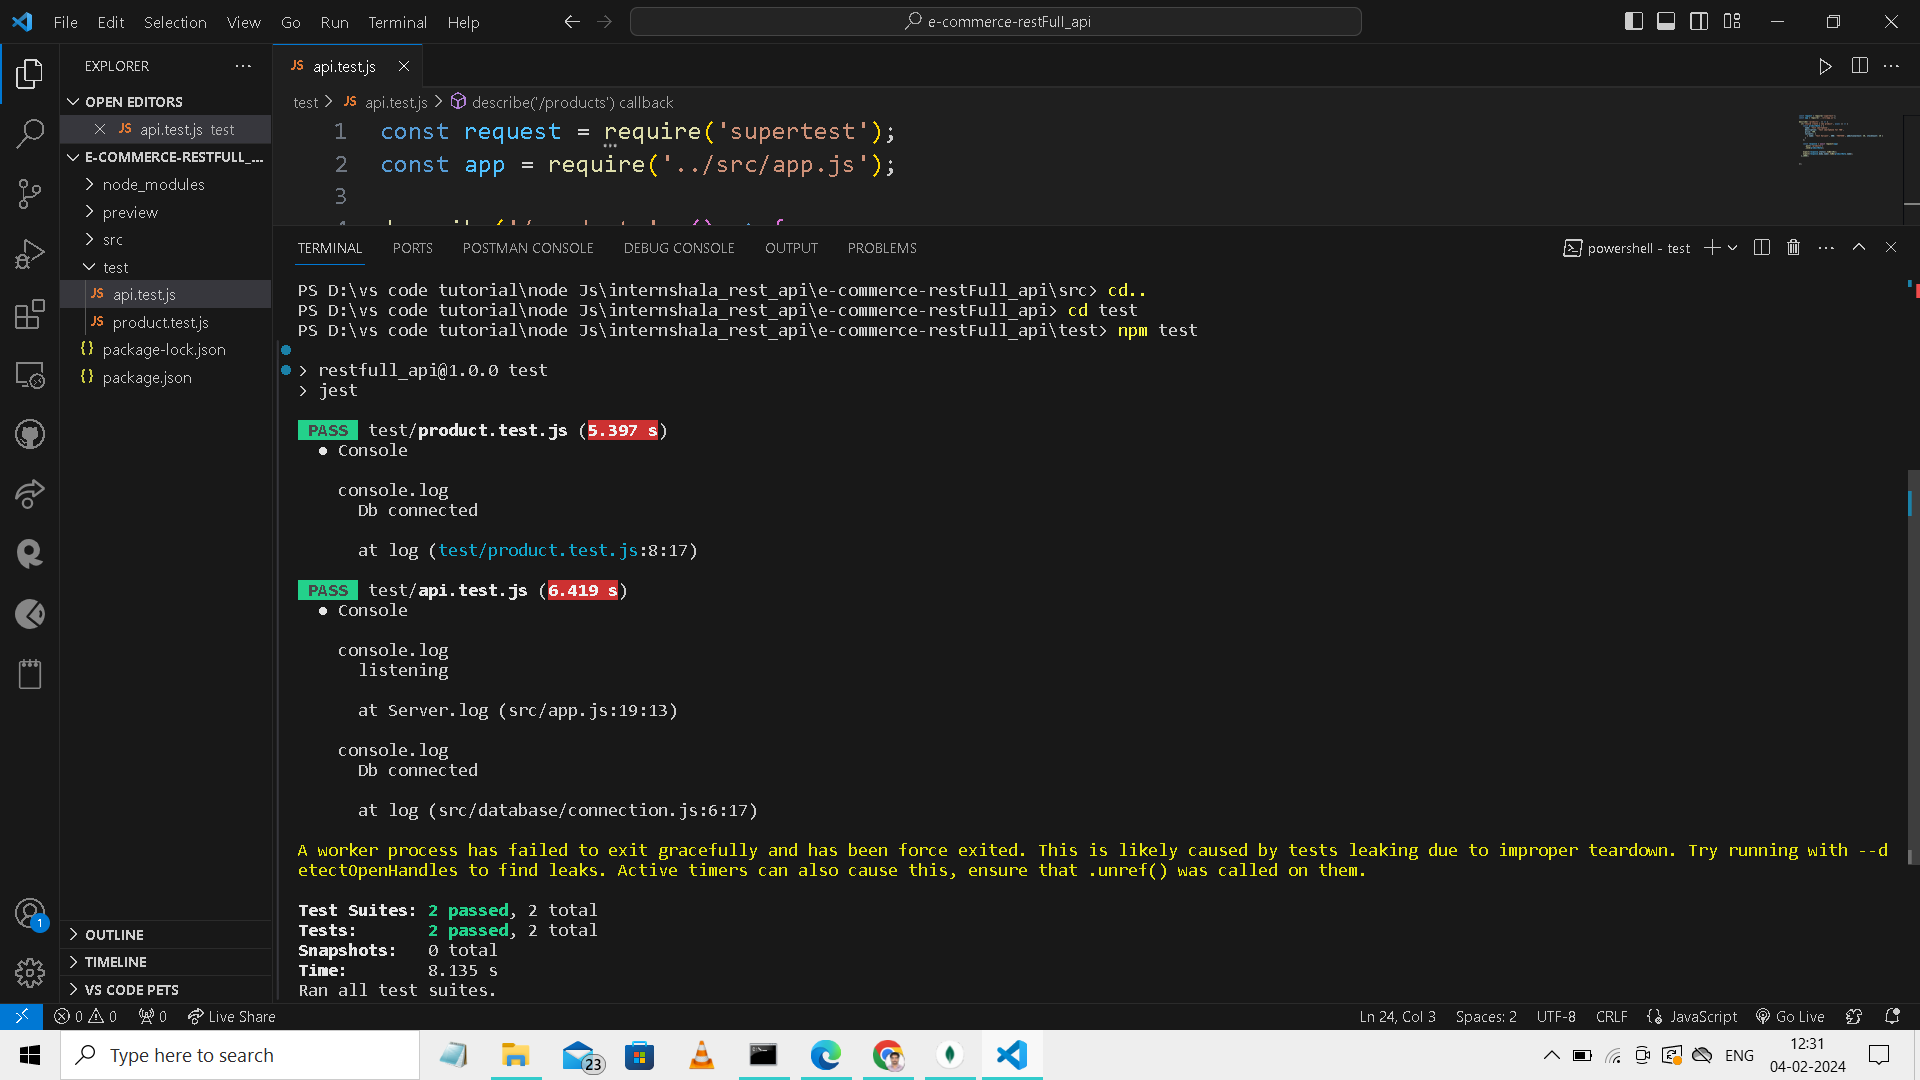 File Edit Selection View Go Run Terminal Help
e-commerce-restFull_api
EXPLORER
OPEN EDITORS
JS api.test.js test
E-COMMERCE-RESTFULL_...
node_modules
preview
src
test
JS api.test.js
JS product.test.js
{} package-lock.json
{} package.json
OUTLINE
TIMELINE
VS CODE PETS
JS api.test.js
test > JS api.test.js > describe('/products') callback
1 const request = require('supertest');
2 const app = require('../src/app.js');
3
TERMINAL PORTS POSTMAN CONSOLE DEBUG CONSOLE OUTPUT PROBLEMS
powershell - test
PS D:\vs code tutorial\node Js\internshala_rest_api\e-commerce-restFull_api\src> cd..
PS D:\vs code tutorial\node Js\internshala_rest_api\e-commerce-restFull_api> cd test
PS D:\vs code tutorial\node Js\internshala_rest_api\e-commerce-restFull_api\test> npm test
> restfull_api@1.0.0 test
> jest
PASS test/product.test.js (5.397 s)
● Console
console.log
Db connected
at log (test/product.test.js:8:17)
PASS test/api.test.js (6.419 s)
● Console
console.log
listening
at Server.log (src/app.js:19:13)
console.log
Db connected
at log (src/database/connection.js:6:17)
A worker process has failed to exit gracefully and has been force exited. This is likely caused by tests leaking due to improper teardown. Try running with --d
etectOpenHandles to find leaks. Active timers can also cause this, ensure that .unref() was called on them.
Test Suites: 2 passed, 2 total
Tests: 2 passed, 2 total
Snapshots: 0 total
Time: 8.135 s
Ran all test suites.
1
0 0 0 Live Share
Ln 24, Col 3 Spaces: 2 UTF-8 CRLF {} JavaScript Go Live
Type here to search
23
ENG
12:31
04-02-2024